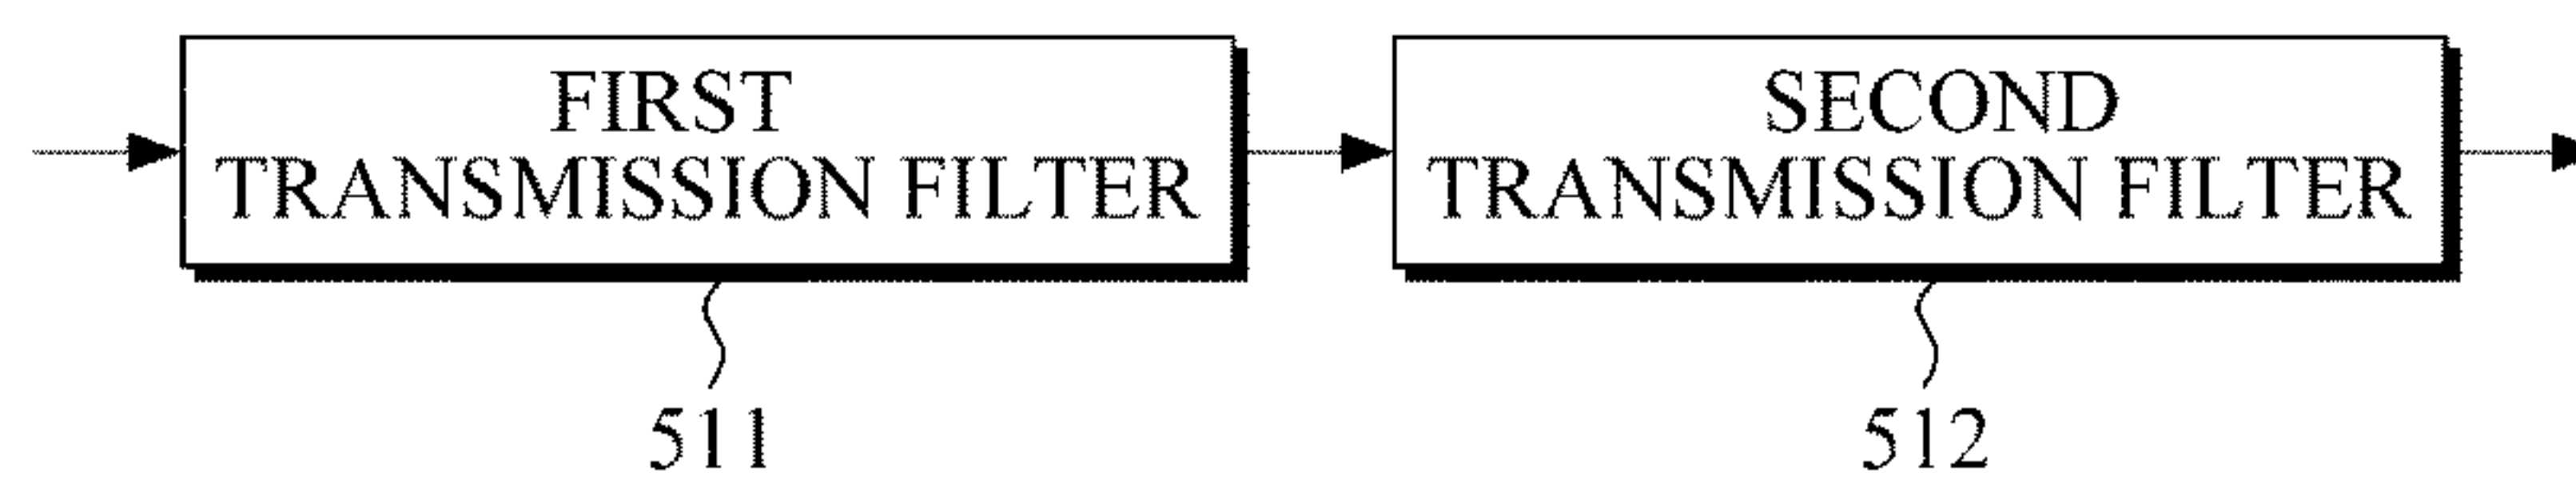 FIRST
TRANSMISSION FILTER
SECOND
TRANSMISSION FILTER
511
512